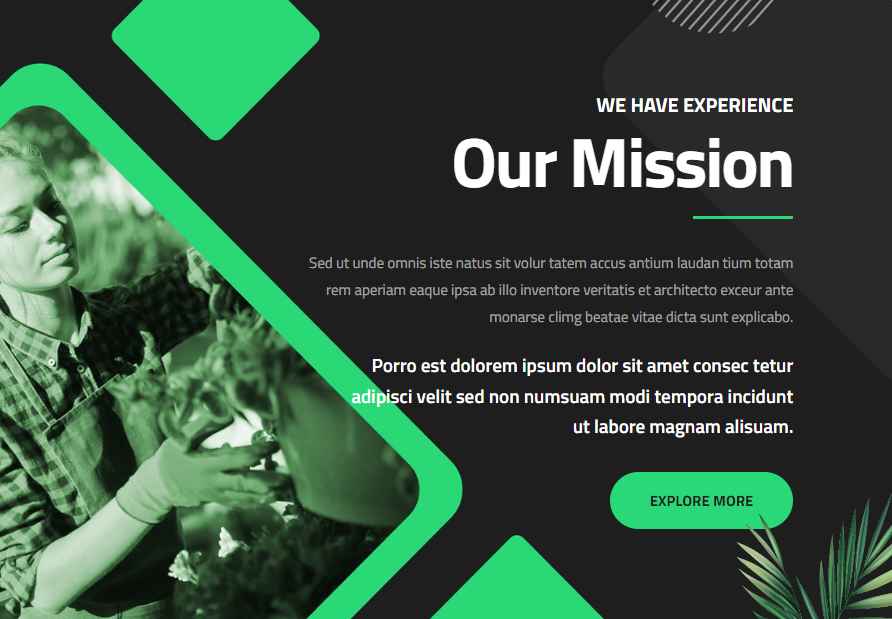 WE HAVE EXPERIENCE
Our Mission
Sed ut unde omnis iste natus sit volur tatem accus antium laudan tium totam
rem aperiam eaque ipsa ab illo inventore veritatis et architecto exceur ante
monarse climg beatae vitae dicta sunt explicabo.
Porro est dolorem ipsum dolor sit amet consec tetur
adipisci velit sed non numsuam modi tempora incidunt
ut labore magnam alisuam.
EXPLORE MORE